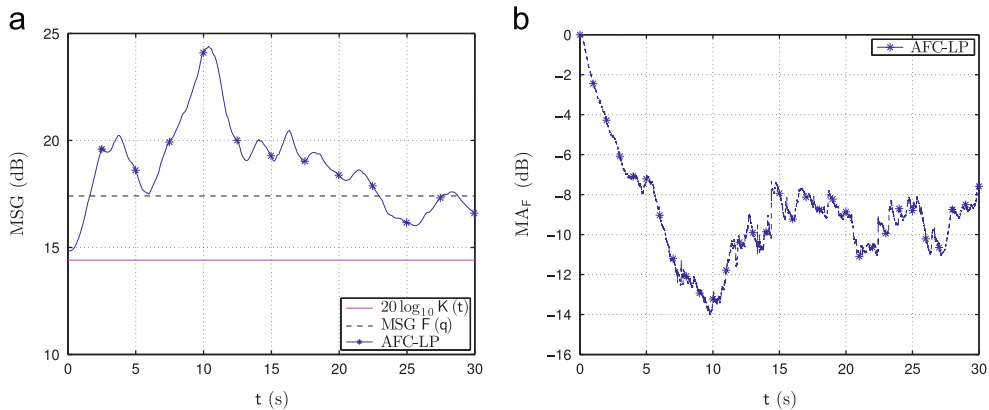 a
MSG (dB)
25
20
15
10
0 5 10 15 20 25 30
t (s)
20 log10 K (t)
MSG F (q)
AFC-LP
b
MAF (dB)
0
−2
−4
−6
−8
−10
−12
−14
−16
0 5 10 15 20 25 30
t (s)
AFC-LP